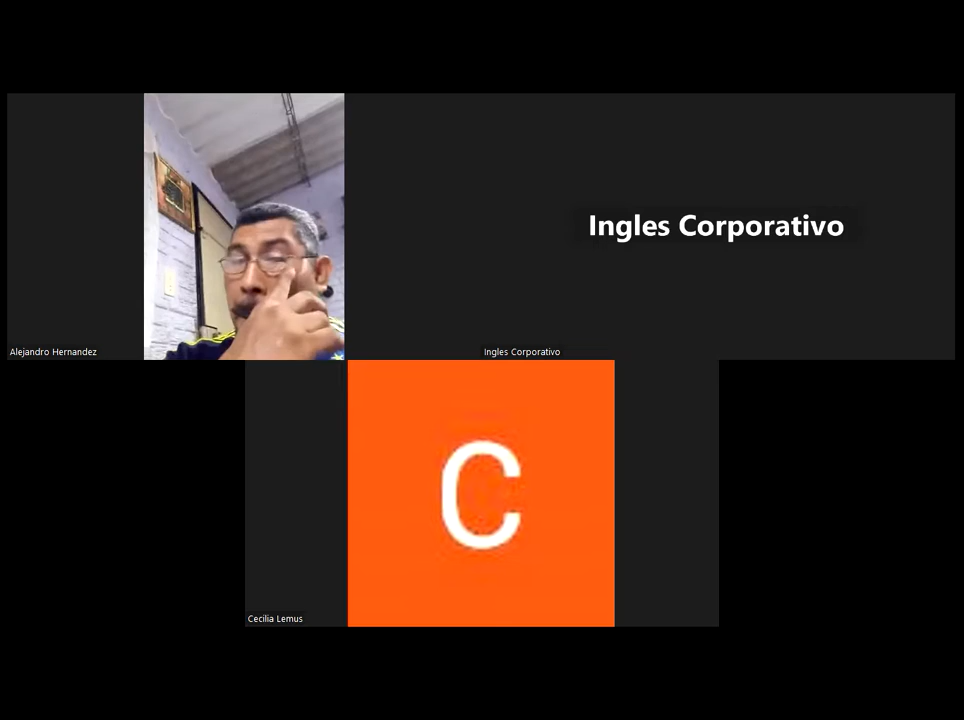 Ingles Corporativo
Alejandro Hernandez
Ingles Corporativo
C
Cecilia Lemus